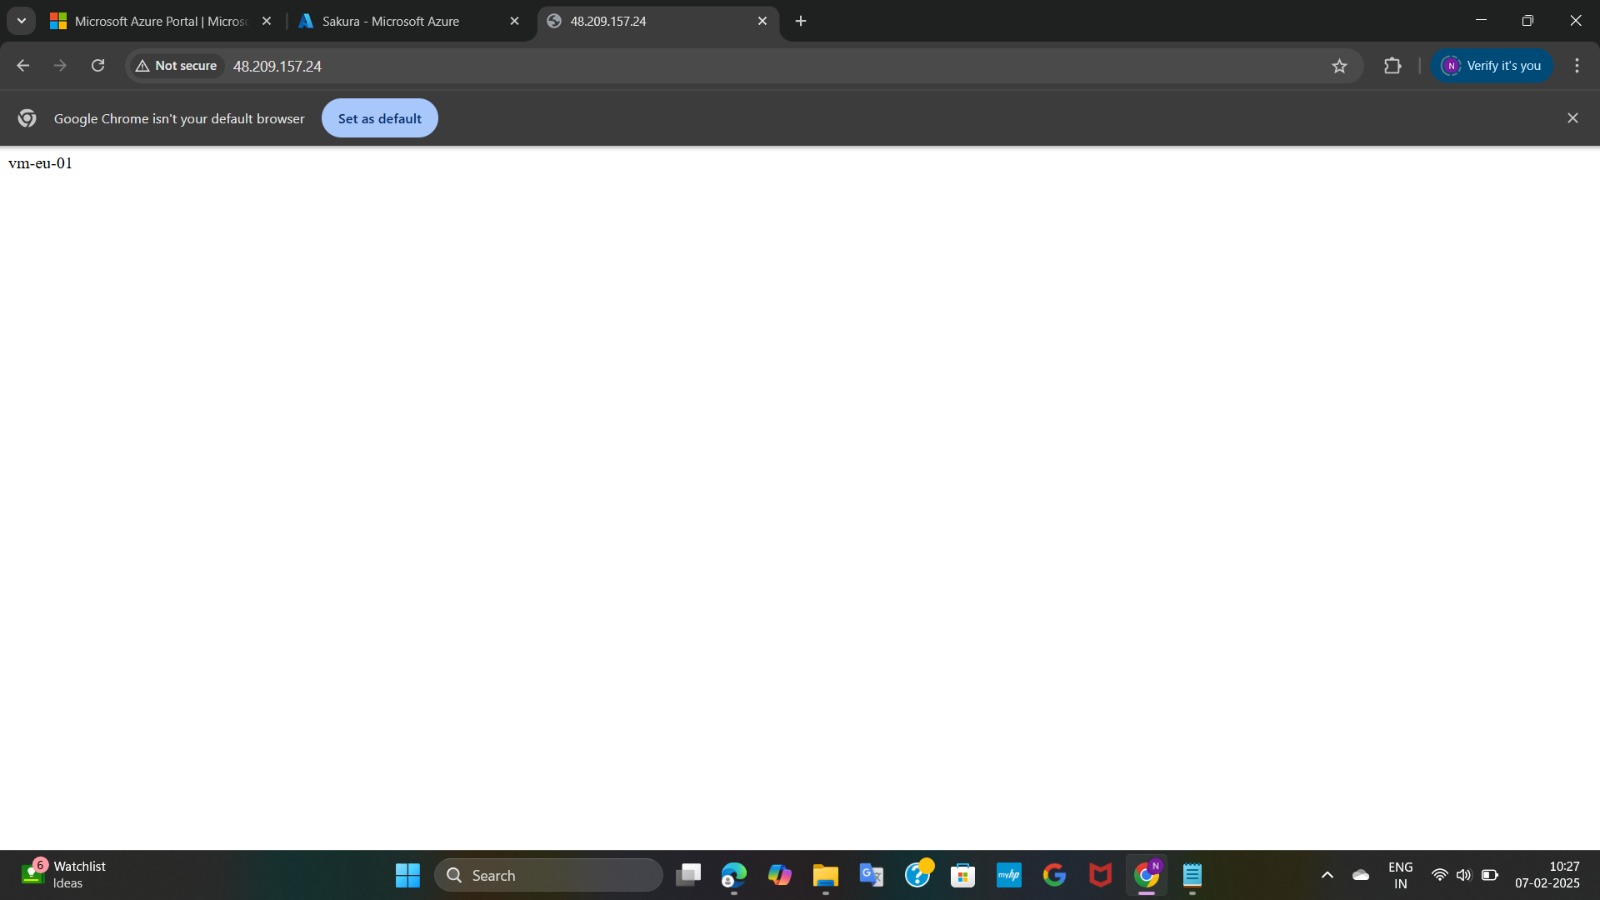 Microsoft Azure Portal | Micros
Sakura - Microsoft Azure
48.209.157.24
Not secure
48.209.157.24
N
Verify it's you
Google Chrome isn't your default browser
Set as default
vm-eu-01
6
Watchlist
Ideas
Search
myhp
N
ENG
IN
10:27
07-02-2025